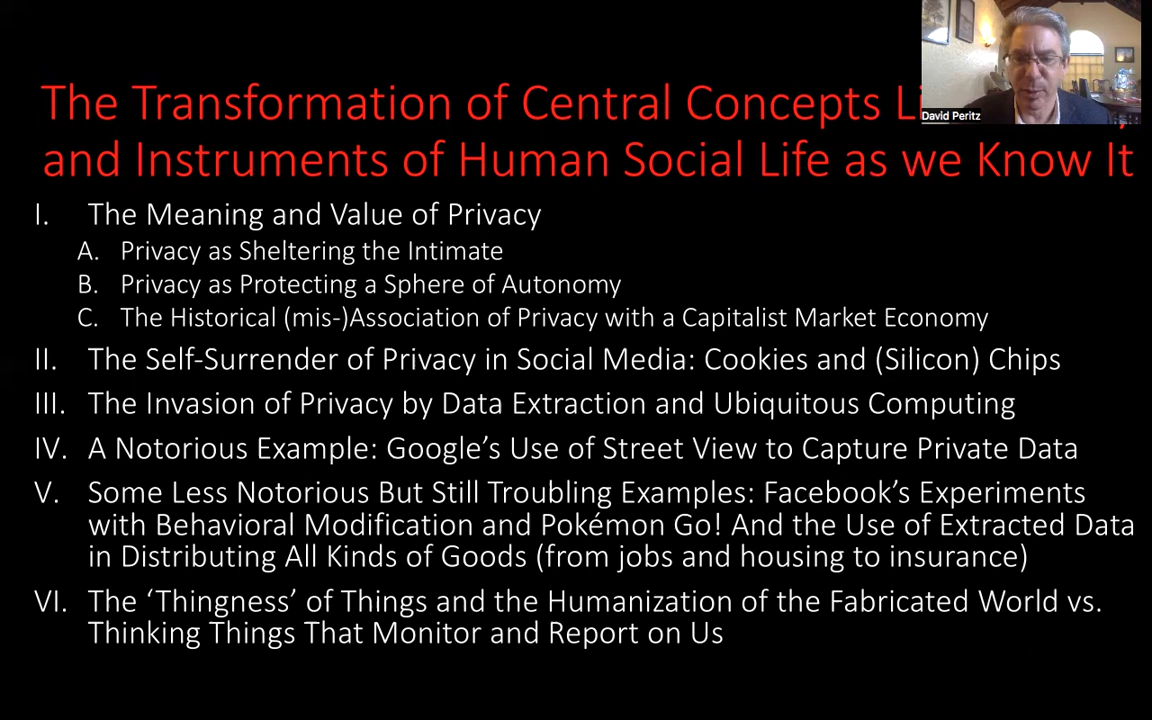 The Transformation of Central Concepts
and Instruments of Human Social Life as we Know It
David Peritz
I. The Meaning and Value of Privacy
A. Privacy as Sheltering the Intimate
B. Privacy as Protecting a Sphere of Autonomy
C. The Historical (mis-)Association of Privacy with a Capitalist Market Economy
II. The Self-Surrender of Privacy in Social Media: Cookies and (Silicon) Chips
III. The Invasion of Privacy by Data Extraction and Ubiquitous Computing
IV. A Notorious Example: Google’s Use of Street View to Capture Private Data
V. Some Less Notorious But Still Troubling Examples: Facebook’s Experiments
with Behavioral Modification and Pokémon Go! And the Use of Extracted Data
in Distributing All Kinds of Goods (from jobs and housing to insurance)
VI. The ‘Thingness’ of Things and the Humanization of the Fabricated World vs.
Thinking Things That Monitor and Report on Us